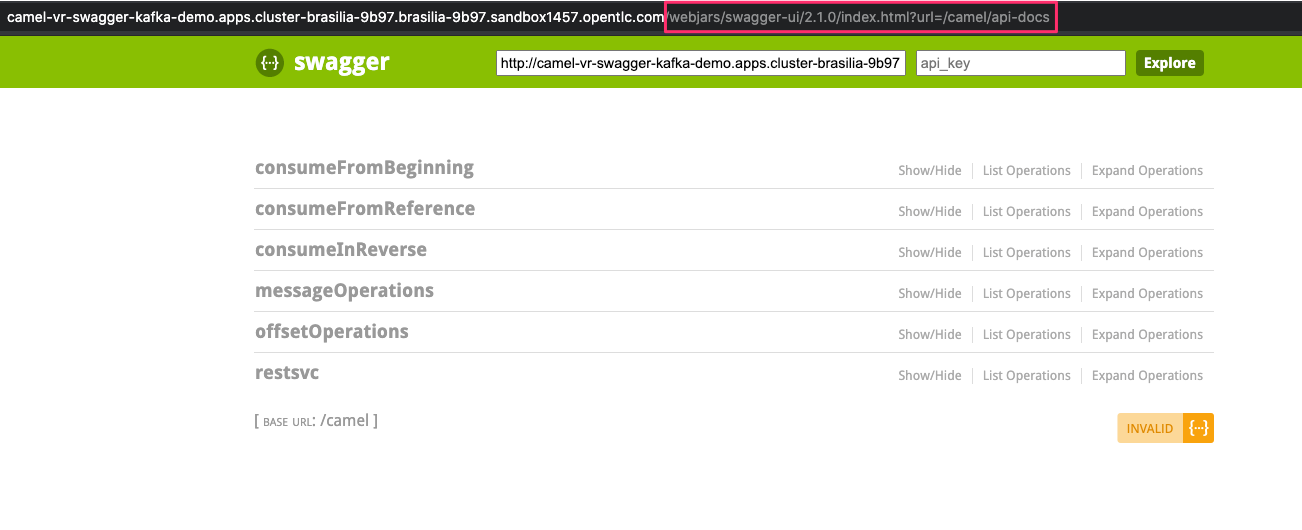 camel-vr-swagger-kafka-demo.apps.cluster-brasilia-9b97.brasilia-9b97.sandbox1457.opentlc.com/webjars/swagger-ui/2.1.0/index.html?url=/camel/api-docs
{···} swagger http://camel-vr-swagger-kafka-demo.apps.cluster-brasilia-9b97 api_key Explore
consumeFromBeginning Show/Hide List Operations Expand Operations
consumeFromReference Show/Hide List Operations Expand Operations
consumeInReverse Show/Hide List Operations Expand Operations
messageOperations Show/Hide List Operations Expand Operations
offsetOperations Show/Hide List Operations Expand Operations
restsvc Show/Hide List Operations Expand Operations
[ BASE URL: /camel ] INVALID {···}